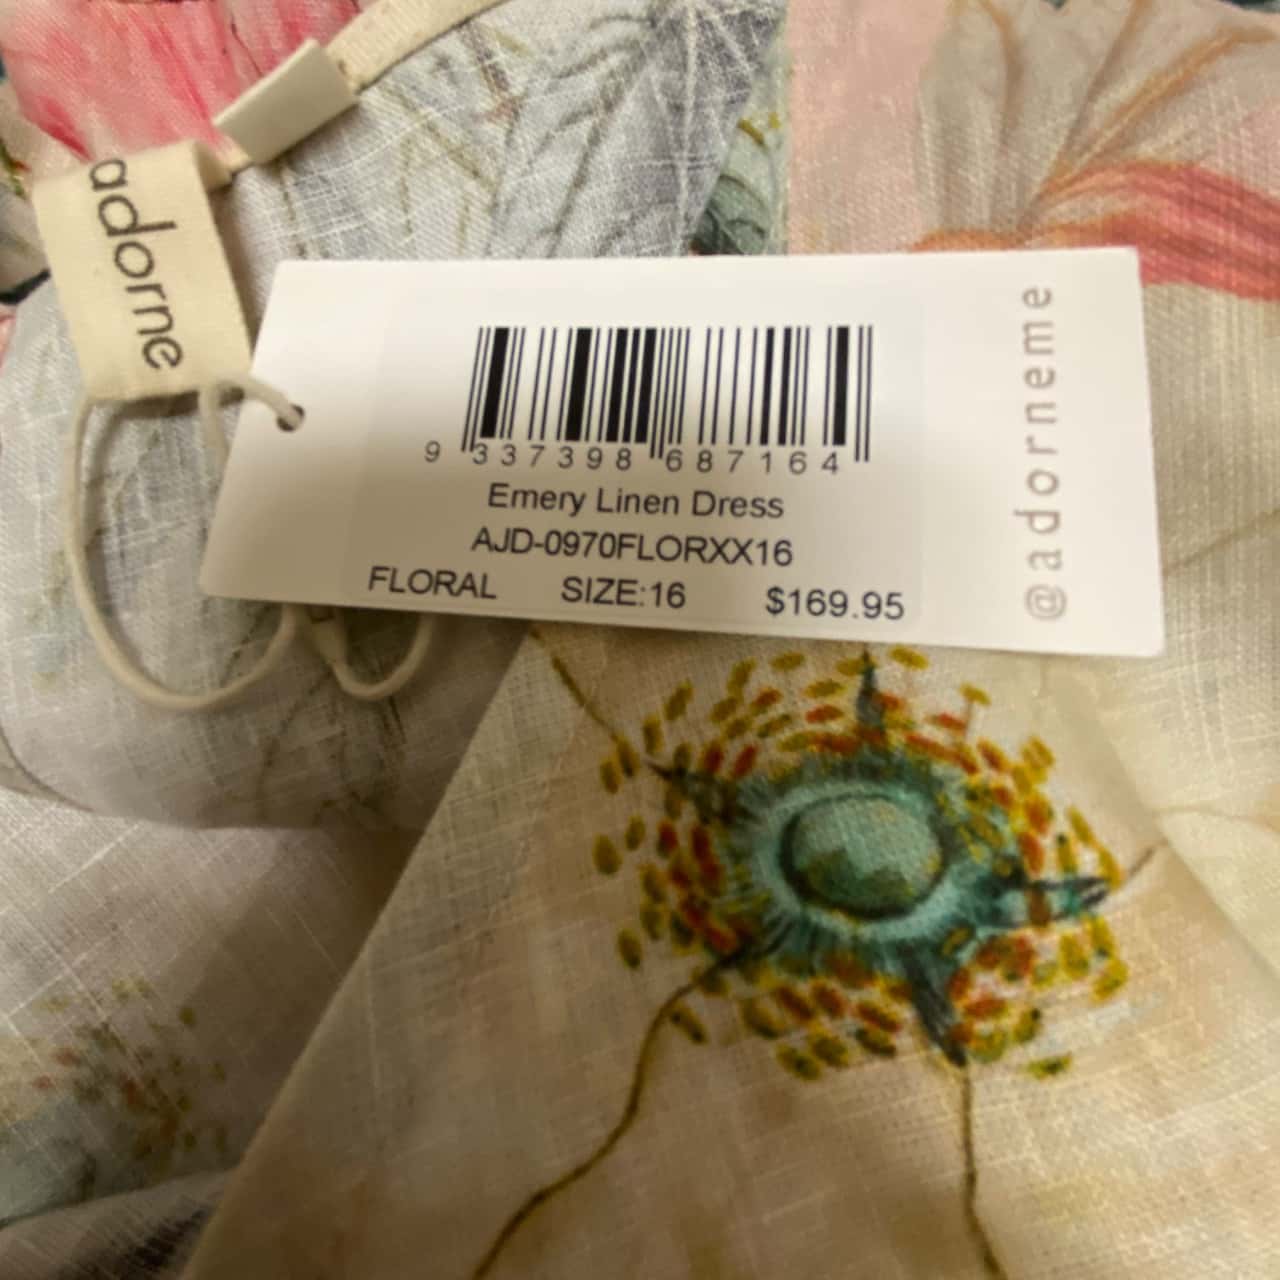 adorne
9 337398 687164
Emery Linen Dress
AJD-0970FLORXX16
FLORAL SIZE:16 $169.95
@adorneme